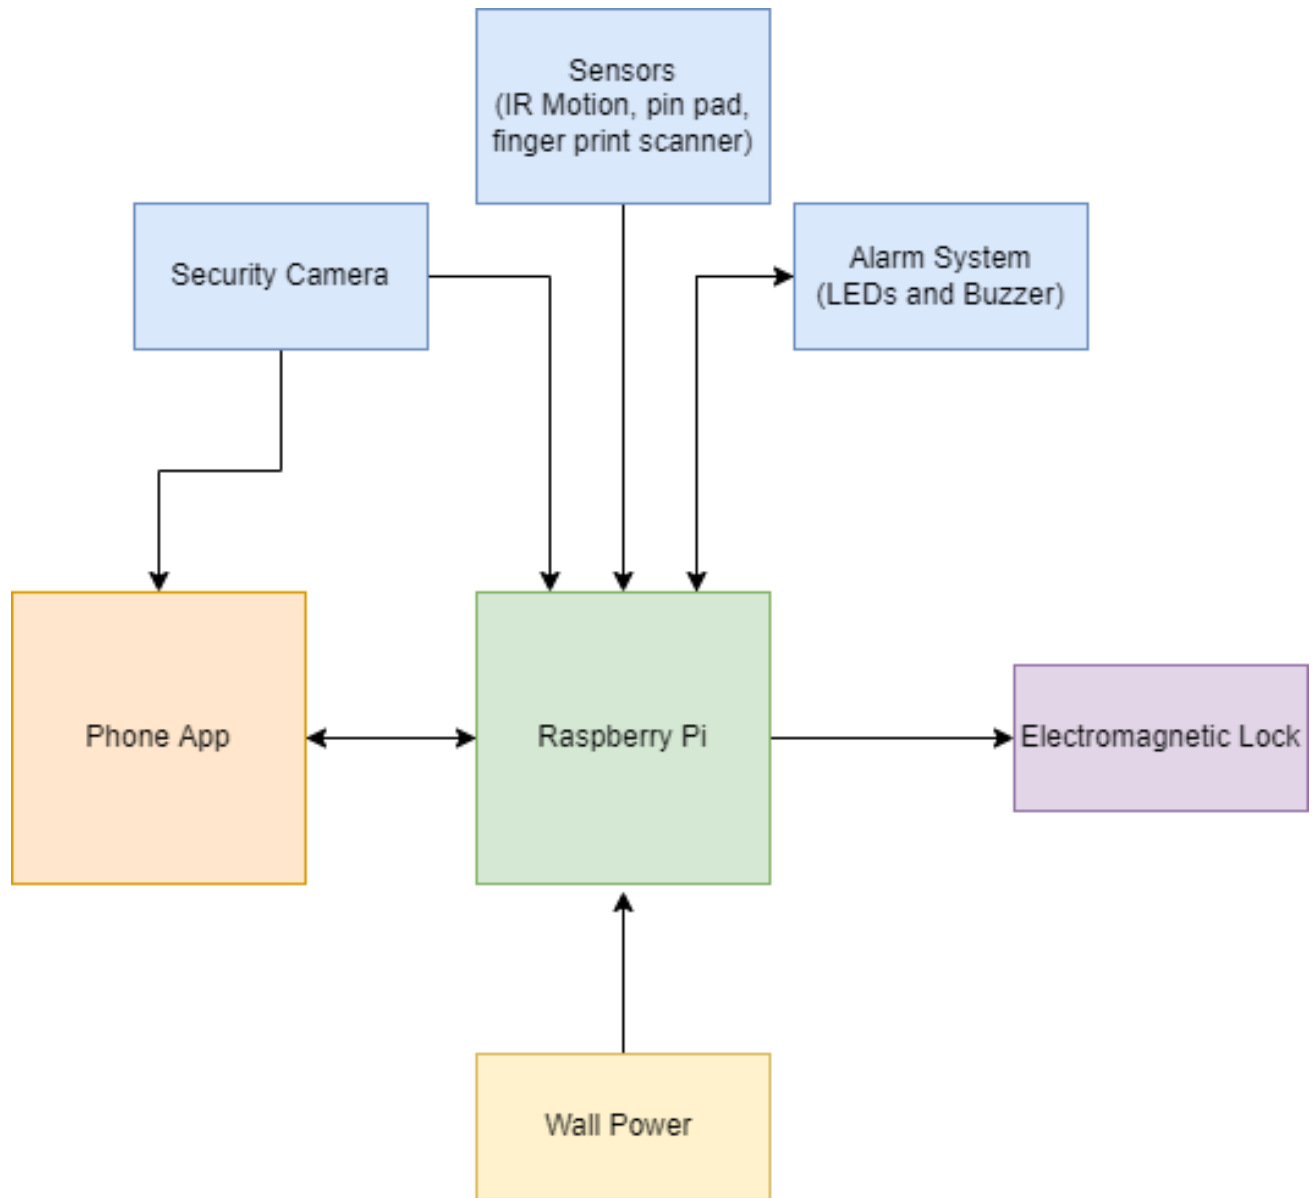 Sensors
(IR Motion, pin pad,
finger print scanner)
Security Camera
Alarm System
(LEDs and Buzzer)
Phone App
Raspberry Pi
Electromagnetic Lock
Wall Power